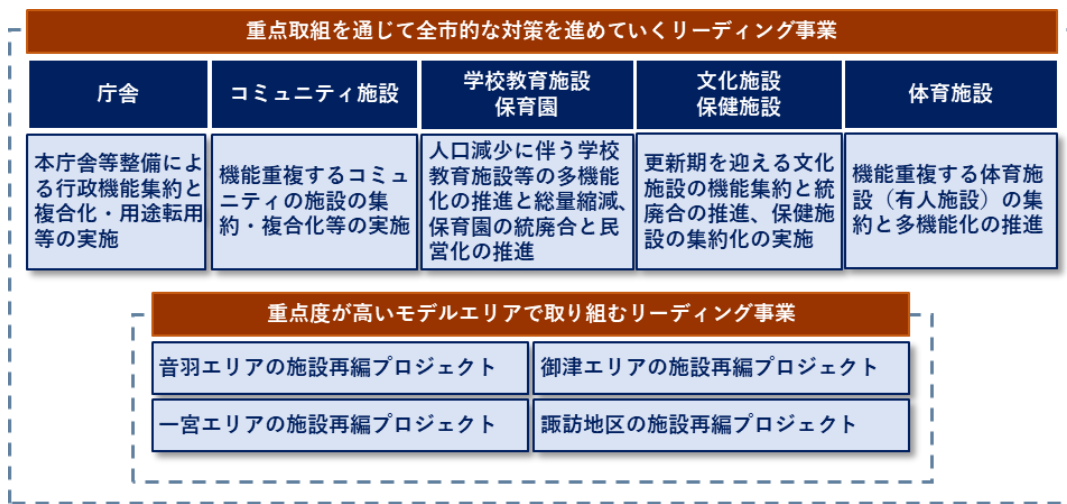 重点取組を通じて全市的な対策を進めていくリーディング事業
庁舎
コミュニティ施設
学校教育施設
保育園
文化施設
保健施設
体育施設
本庁舎等整備によ
る行政機能集約と
複合化・用途転用
等の実施
機能重複するコミュ
ニティの施設の集
約・複合化等の実施
人口減少に伴う学校
教育施設等の多機能
化の推進と総量縮減、
保育園の統廃合と民
営化の推進
更新期を迎える文化
施設の機能集約と統
廃合の推進、保健施
設の集約化の実施
機能重複する体育施
設（有人施設）の集
約と多機能化の推進
重点度が高いモデルエリアで取り組むリーディング事業
音羽エリアの施設再編プロジェクト
御津エリアの施設再編プロジェクト
一宮エリアの施設再編プロジェクト
諏訪地区の施設再編プロジェクト